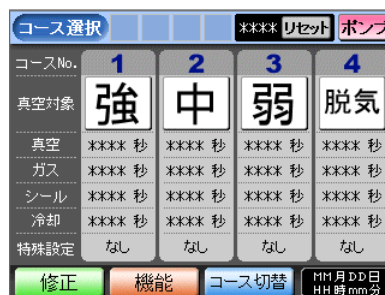 コース選択 **** リセット ポンプ
コースNo. 1 2 3 4
真空対象 強 中 弱 脱気
真空 **** 秒 **** 秒 **** 秒 **** 秒
ガス **** 秒 **** 秒 **** 秒 **** 秒
シール **** 秒 **** 秒 **** 秒 **** 秒
冷却 **** 秒 **** 秒 **** 秒 **** 秒
特殊設定 なし なし なし なし
修正 機能 コース切替 MM月DD日
HH時mm分